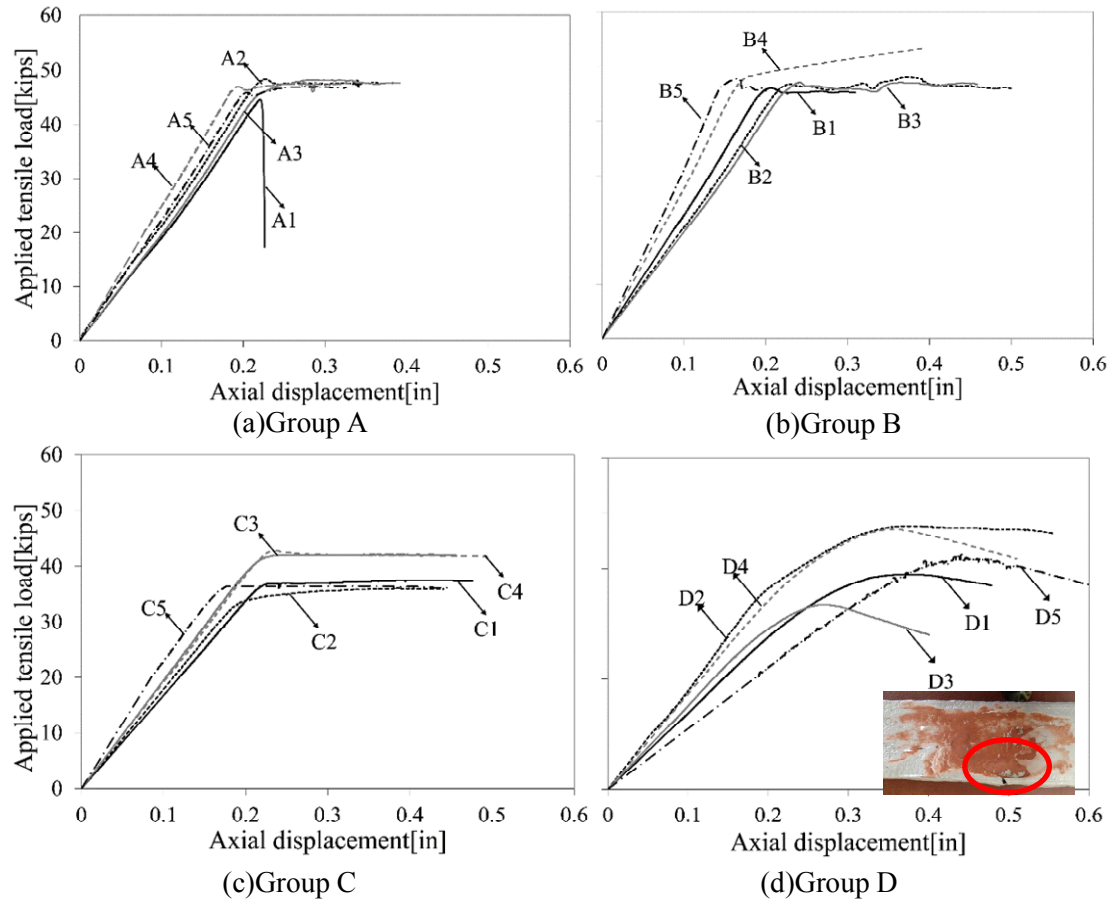 60
50
40
30
20
10
0
Applied tensile load[kips]
A2
A5
A4
A3
A1
0 0.1 0.2 0.3 0.4 0.5 0.6
Axial displacement[in]
(a)Group A
B4
B5
B1
B3
B2
0 0.1 0.2 0.3 0.4 0.5 0.6
Axial displacement[in]
(b)Group B
60
50
40
30
20
10
0
Applied tensile load[kips]
C3
C4
C5
C2
C1
0 0.1 0.2 0.3 0.4 0.5 0.6
Axial displacement[in]
(c)Group C
D4
D2
D1
D5
D3
0 0.1 0.2 0.3 0.4 0.5 0.6
Axial displacement[in]
(d)Group D